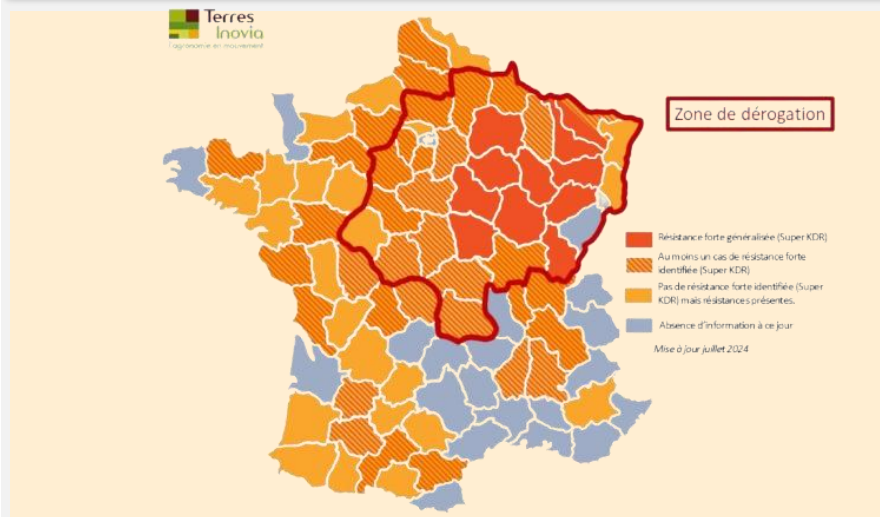 Terres
Inovia
l'agronomie en mouvement
Zone de dérogation
Résistance forte généralisée (Super KDR)
Au moins un cas de résistance forte
identifiée (Super KDR)
Pas de résistance forte identifiée (Super
KDR) mais résistances présentes.
Absence d'information à ce jour
Mise à jour juillet 2024